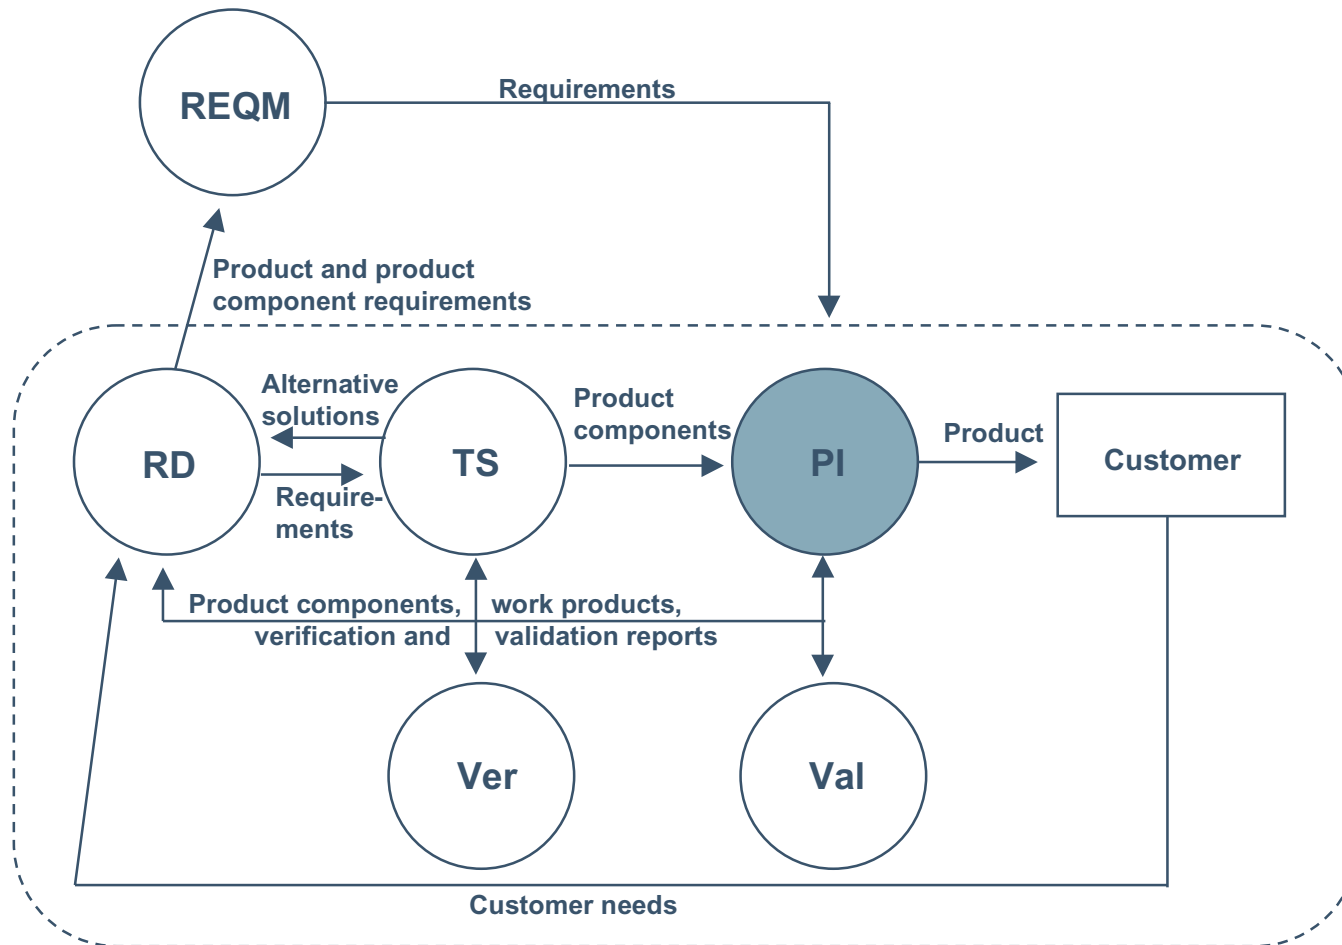 REQM
Requirements
Product and product
component requirements
Alternative
solutions
Product
components
RD
TS
PI
Product
Customer
Require-
ments
Product components, work products,
verification and validation reports
Ver
Val
Customer needs